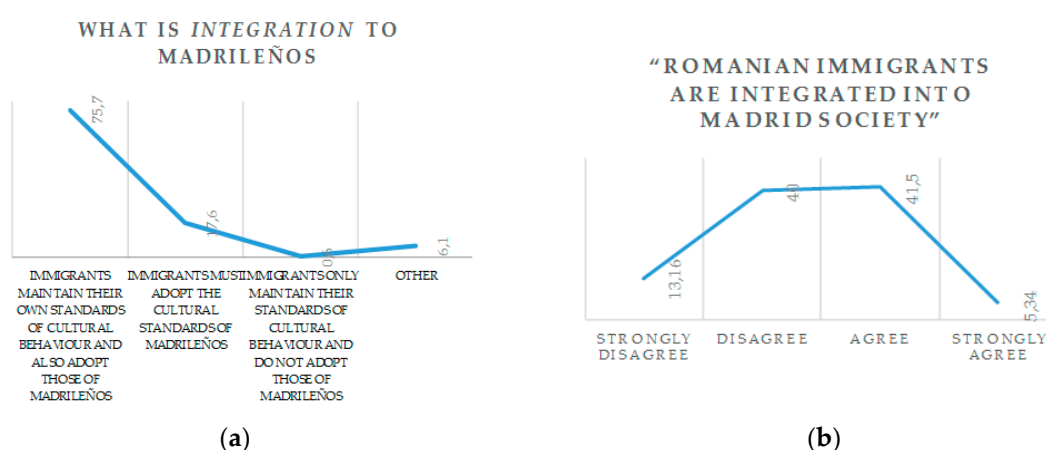 WHAT IS INTEGRATION TO
MADRILEÑOS
75,7
17,6
6,1
IMMIGRANTS
MAINTAIN THEIR
OWN STANDARDS
OF CULTURAL
BEHAVIOUR AND
ALSO ADOPT
THOSE OF
MADRILEÑOS
IMMIGRANTS MUST
ADOPT THE
CULTURAL
STANDARDS OF
MADRILEÑOS
IMMIGRANTS ONLY
MAINTAIN THEIR
STANDARDS OF
CULTURAL
BEHAVIOUR AND
DO NOT ADOPT
THOSE OF
MADRILEÑOS
OTHER
(a)
“ROMANIAN IMMIGRANTS
ARE INTEGRATED INTO
MADRID SOCIETY”
13,16
40
41,5
5,34
STRONGLY
DISAGREE
DISAGREE
AGREE
STRONGLY
AGREE
(b)